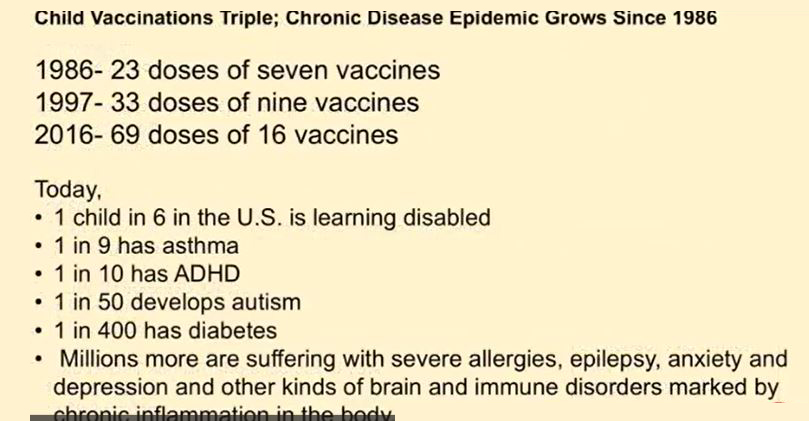 Child Vaccinations Triple; Chronic Disease Epidemic Grows Since 1986
1986- 23 doses of seven vaccines
1997- 33 doses of nine vaccines
2016- 69 doses of 16 vaccines
Today,
• 1 child in 6 in the U.S. is learning disabled
• 1 in 9 has asthma
• 1 in 10 has ADHD
• 1 in 50 develops autism
• 1 in 400 has diabetes
• Millions more are suffering with severe allergies, epilepsy, anxiety and
depression and other kinds of brain and immune disorders marked by
chronic inflammation in the body